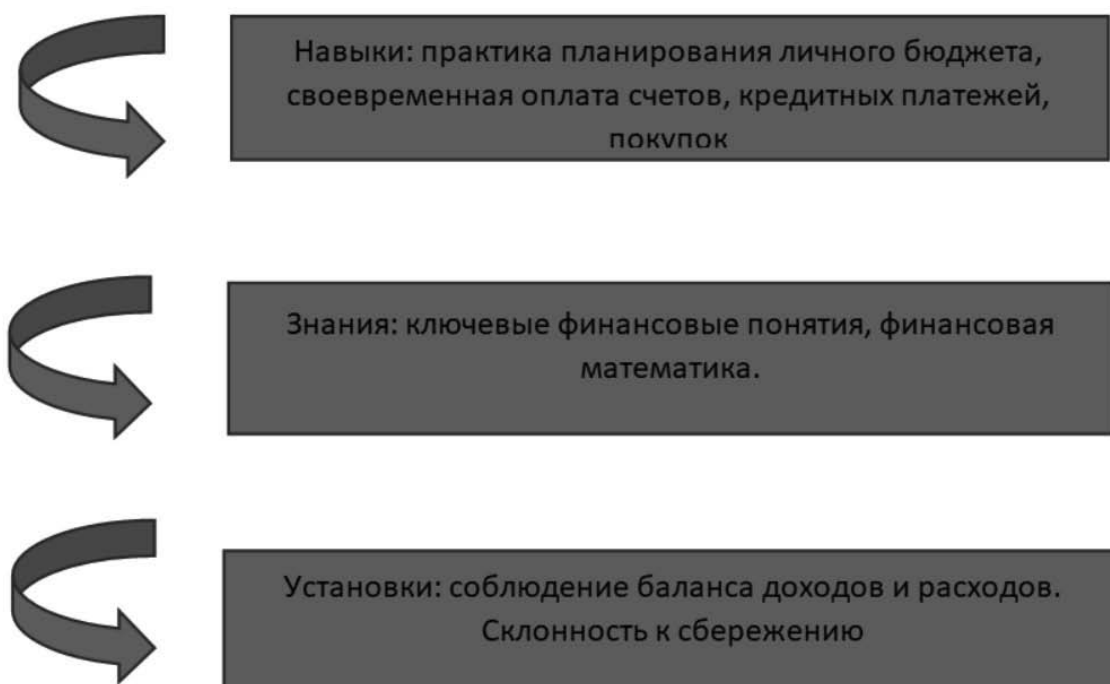 Навыки: практика планирования личного бюджета,
своевременная оплата счетов, кредитных платежей,
покупок
Знания: ключевые финансовые понятия, финансовая
математика.
Установки: соблюдение баланса доходов и расходов.
Склонность к сбережению